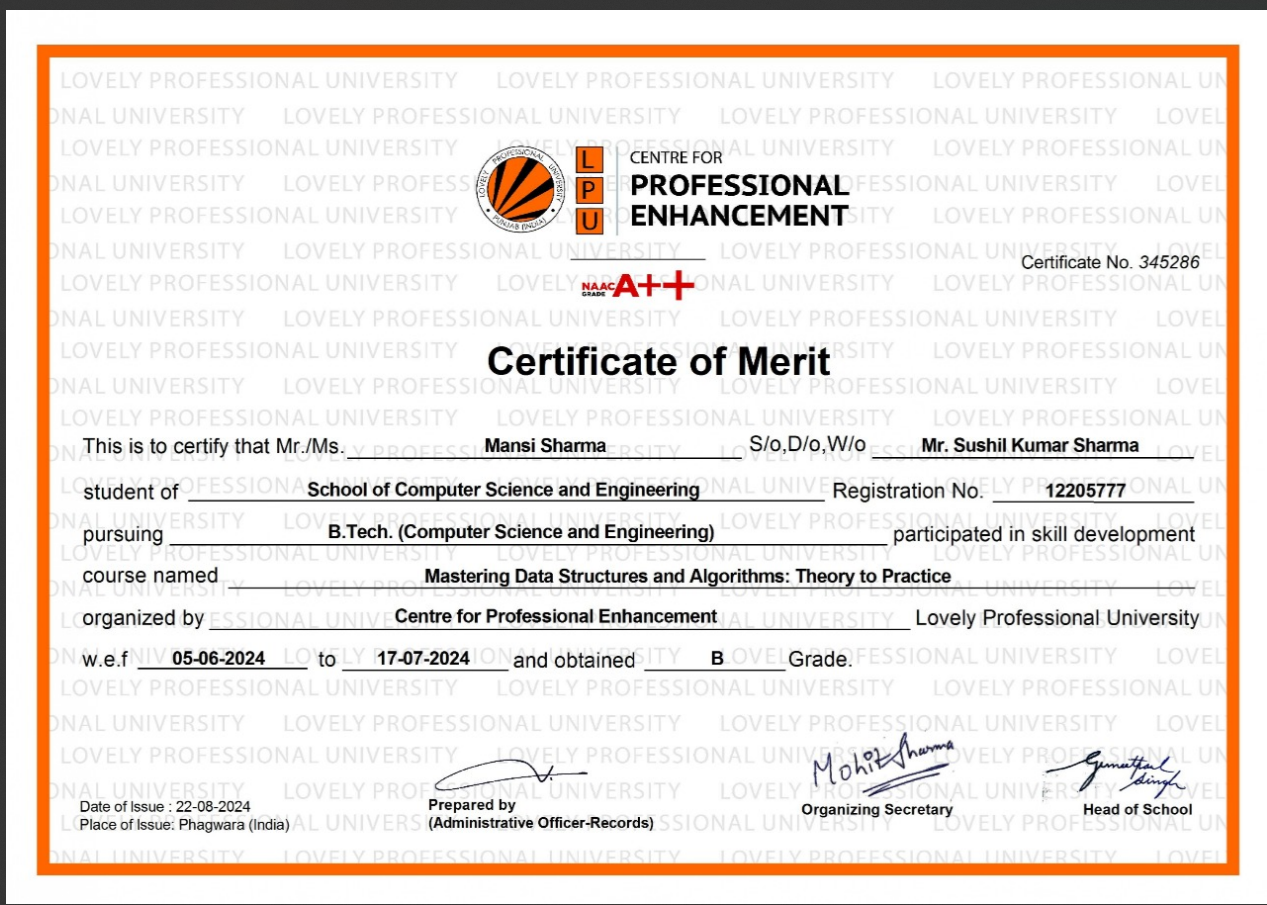 LOVELY PROFESSIONAL UNIVERSITY
PUNJAB (INDIA)
L
P
U
CENTRE FOR
PROFESSIONAL
ENHANCEMENT
Certificate No. 345286
NAAC
GRADE
A++
Certificate of Merit
This is to certify that Mr./Ms. Mansi Sharma S/o,D/o,W/o Mr. Sushil Kumar Sharma
student of School of Computer Science and Engineering Registration No. 12205777
pursuing B.Tech. (Computer Science and Engineering) participated in skill development
course named Mastering Data Structures and Algorithms: Theory to Practice
organized by Centre for Professional Enhancement Lovely Professional University
w.e.f 05-06-2024 to 17-07-2024 and obtained B Grade.
Mohit Sharma
Gurmatpal Singh
Date of Issue : 22-08-2024
Place of Issue: Phagwara (India)
Prepared by
(Administrative Officer-Records)
Organizing Secretary
Head of School